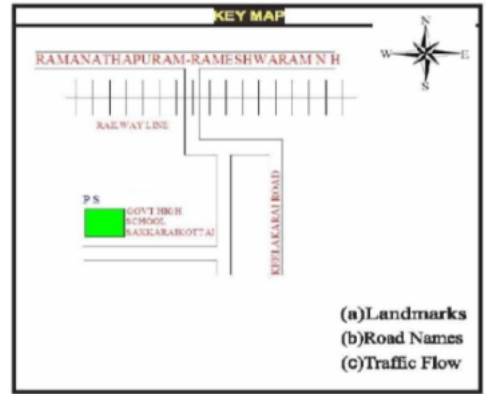 KEY MAP
N
W
E
S
RAMANATHAPURAM-RAMESHWARAM N H
RAILWAY LINE
P S
GOVT HIGH
SCHOOL
SAKKARAIKOTTAI
KEELAKARAI ROAD
(a)Landmarks
(b)Road Names
(c)Traffic Flow